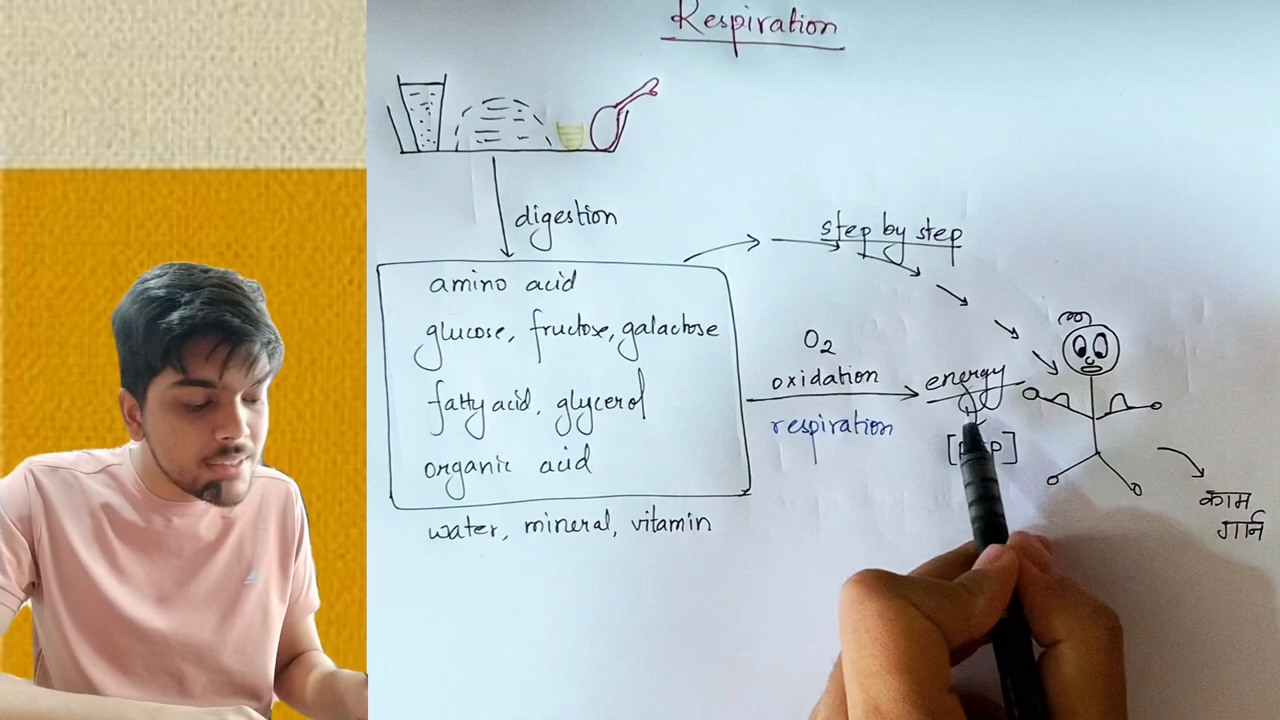 Respiration
digestion
step by step
amino acid
glucose, fructose, galactose
fatty acid, glycerol
organic acid
water, mineral, vitamin
O2
oxidation
respiration
energy
काम
गर्न